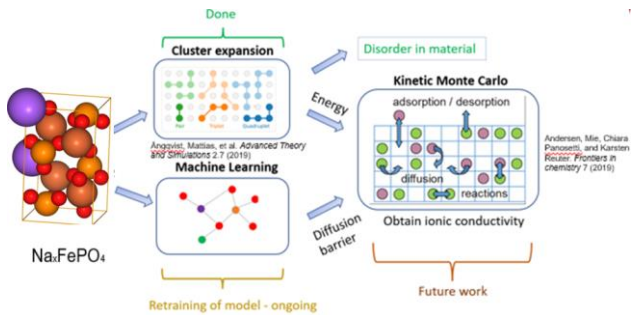 Done
Cluster expansion
Pair
Triplet
Quadruplet
Ångqvist, Mattias, et al. Advanced Theory
and Simulations 2.7 (2019)
Machine Learning
Retraining of model - ongoing
NaxFePO4
Disorder in material
Energy
Diffusion
barrier
Kinetic Monte Carlo
adsorption / desorption
diffusion
reactions
Obtain ionic conductivity
Future work
Andersen, Mie, Chiara
Panosetti, and Karsten
Reuter. Frontiers in
chemistry 7 (2019)